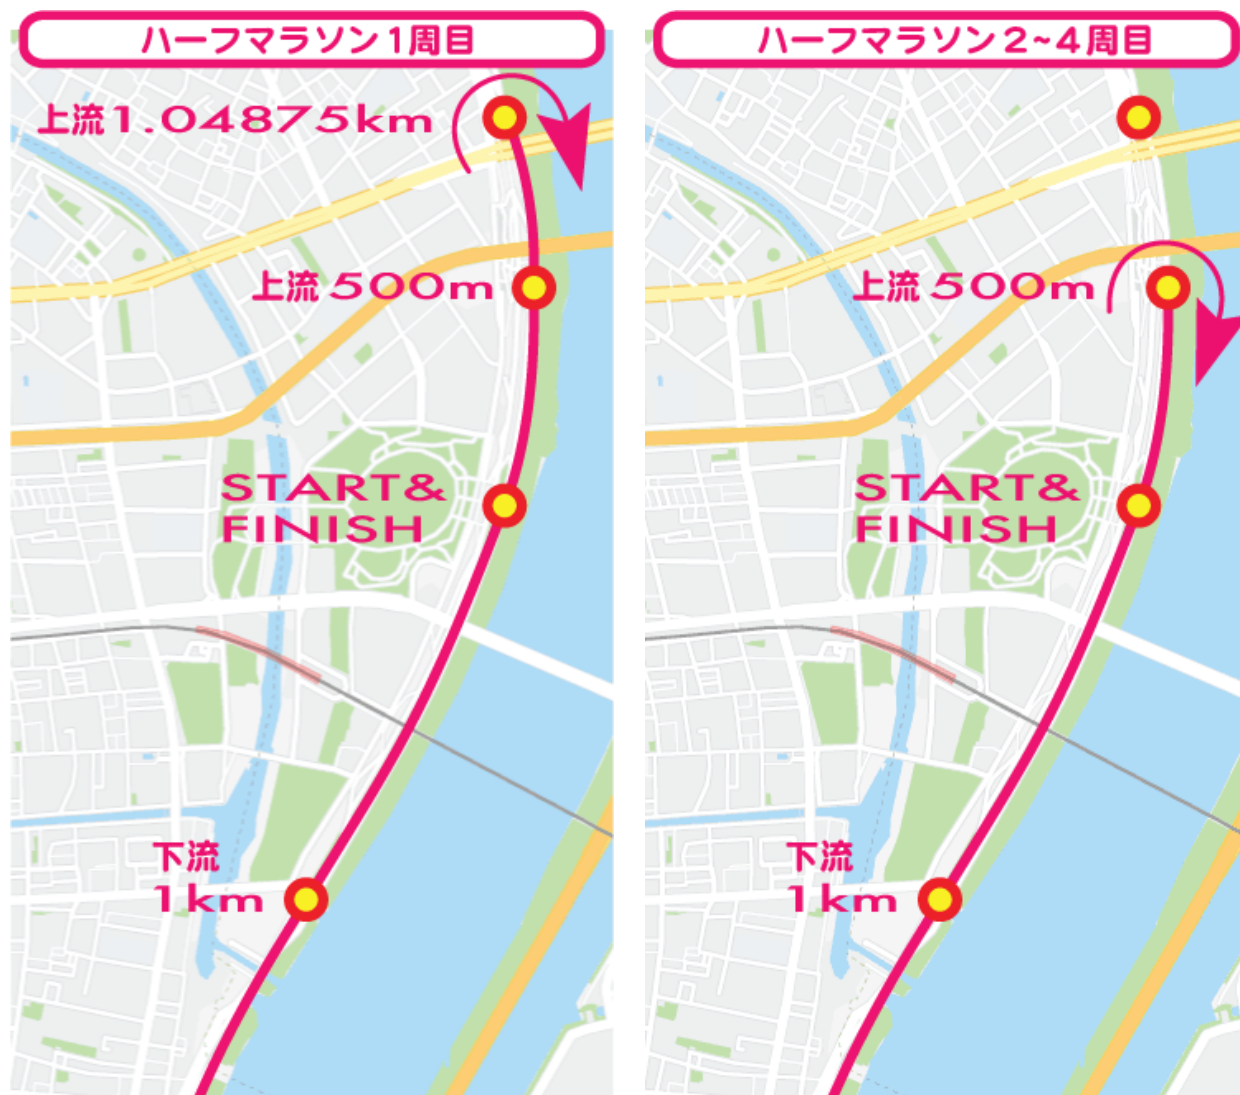 ハーフマラソン1周目
上流1.04875km
上流500m
START&
FINISH
下流
1km
ハーフマラソン2~4周目
上流500m
START&
FINISH
下流
1km